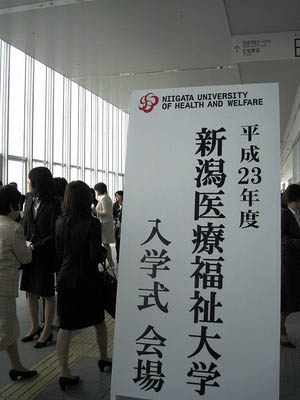 NIIGATA UNIVERSITY
OF HEALTH AND WELFARE
平成23年度
新潟医療福祉大学
入学式 会場